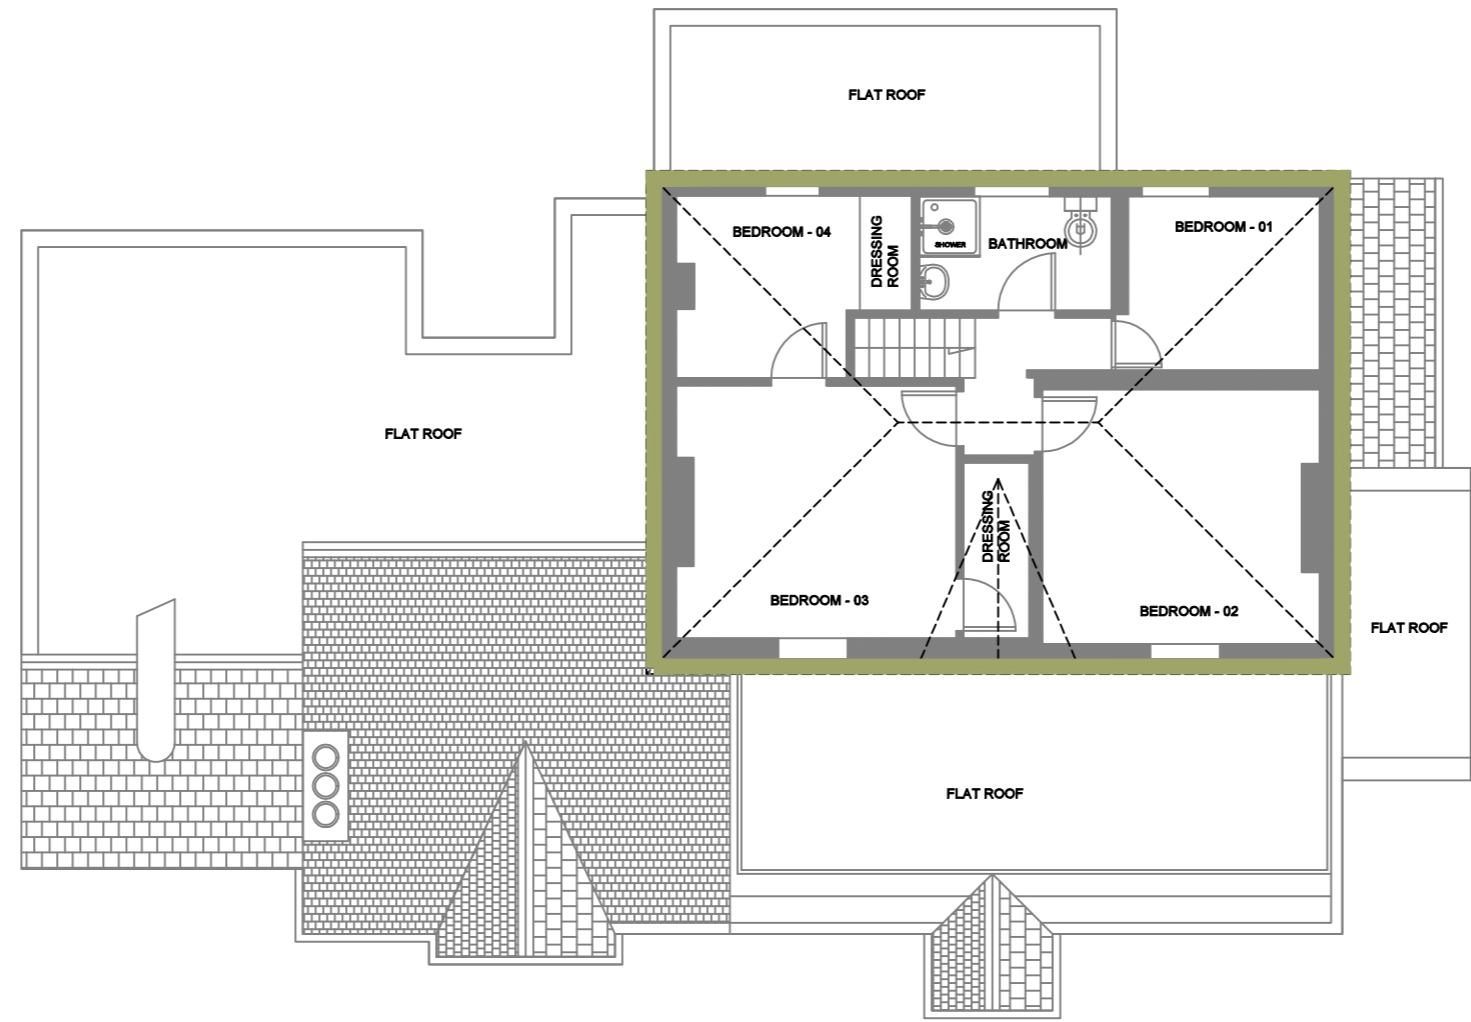 FLAT ROOF
BEDROOM - 04
DRESSING
ROOM
SHOWER
BATHROOM
BEDROOM - 01
FLAT ROOF
DRESSING
ROOM
BEDROOM - 03
BEDROOM - 02
FLAT ROOF
FLAT ROOF